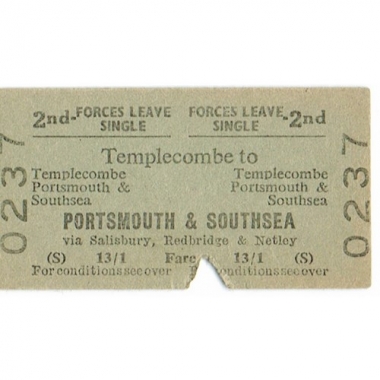 2nd-FORCES LEAVE SINGLE FORCES LEAVE SINGLE-2nd
Templecombe to
Templecombe Templecombe
Portsmouth & Portsmouth &
Southsea Southsea
PORTSMOUTH & SOUTHSEA
via Salisbury, Redbridge & Netley
(S) 13/1 Fare 13/1 (S)
For conditions see over conditions see over
0237 0237